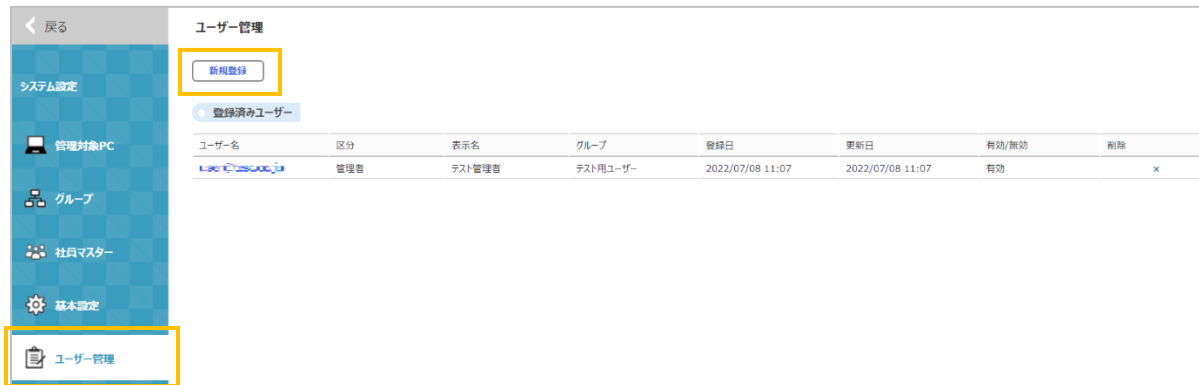 戻る
システム設定
管理対象PC
グループ
社員マスター
基本設定
ユーザー管理
ユーザー管理
新規登録
登録済みユーザー
ユーザー名 区分 表示名 グループ 登録日 更新日 有効/無効 削除
管理者 テスト管理者 テスト用ユーザー 2022/07/08 11:07 2022/07/08 11:07 有効 ×